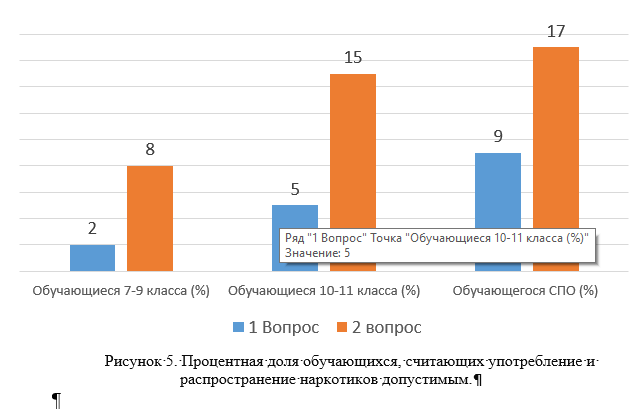 17
15
9
8
5
2
Ряд "1 Вопрос" Точка "Обучающиеся 10-11 класса (%)"
Значение: 5
Обучающиеся 7-9 класса (%) Обучающиеся 10-11 класса (%) Обучающегося СПО (%)
1 Вопрос 2 вопрос
Рисунок·5.·Процентная·доля·обучающихся,·считающих·употребление·и·
распространение·наркотиков·допустимым.¶
¶